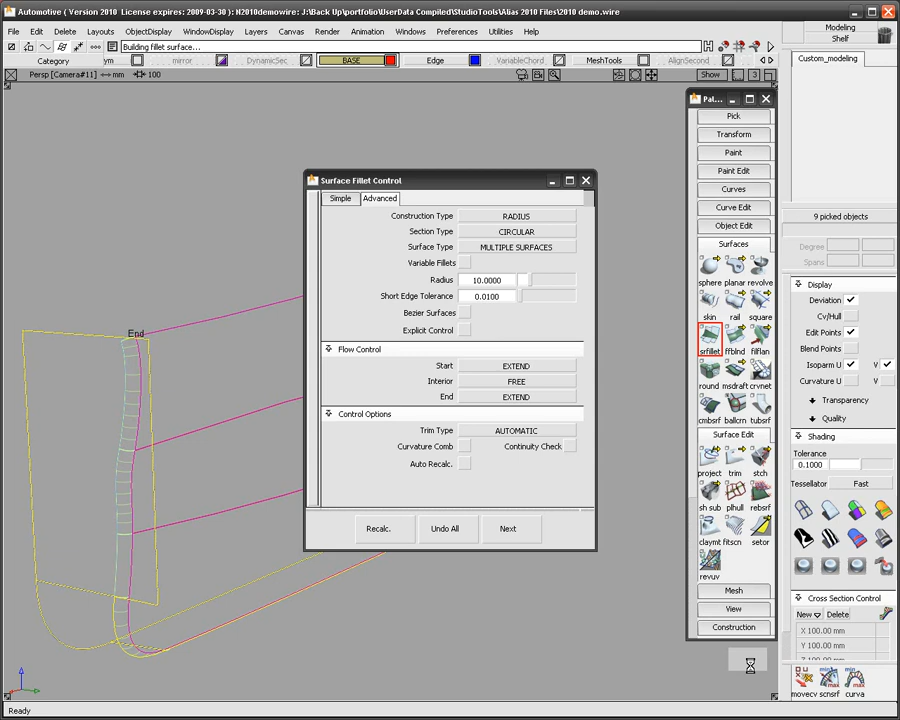 Automotive ( Version 2010  License expires: 2009-03-30 ): N2010demowire: J:\Back Up\portfolio\UserData Compiled\StudioTools\Alias 2010 Files\2010 demo.wire
File Edit Delete Layouts ObjectDisplay WindowDisplay Layers Canvas Render Animation Windows Preferences Utilities Help
Building fillet surface...
Category ym mirror DynamicSec BASE Edge VariableChord MeshTools AlignSecond
Persp [Camera#11] mm 100 Show 3
Modeling
Shelf
Custom_modeling
9 picked objects
Degree
Spans
Display
Deviation
Cv/Hull
Edit Points
Blend Points
Isoparm U V
Curvature U V
Transparency
Quality
Shading
Tolerance
0.1000
Tessellator Fast
Cross Section Control
New Delete
X 100.00 mm
Y 100.00 mm
Z 100.00 mm
movecv scnsrf curva
Pat...
Pick
Transform
Paint
Paint Edit
Curves
Curve Edit
Object Edit
Surfaces
sphere planar revolve
skin rail square
srfillet ffblnd filflan
round msdraft crvnet
cmbsrf ballcrn tubsrf
Surface Edit
project trim stch
sh sub plhull rebsrf
claymt fitscn setor
revuv
Mesh
View
Construction
Surface Fillet Control
Simple Advanced
Construction Type RADIUS
Section Type CIRCULAR
Surface Type MULTIPLE SURFACES
Variable Fillets
Radius 10.0000
Short Edge Tolerance 0.0100
Bezier Surfaces
Explicit Control
Flow Control
Start EXTEND
Interior FREE
End EXTEND
Control Options
Trim Type AUTOMATIC
Curvature Comb Continuity Check
Auto Recalc.
Recalc. Undo All Next
End
Ready